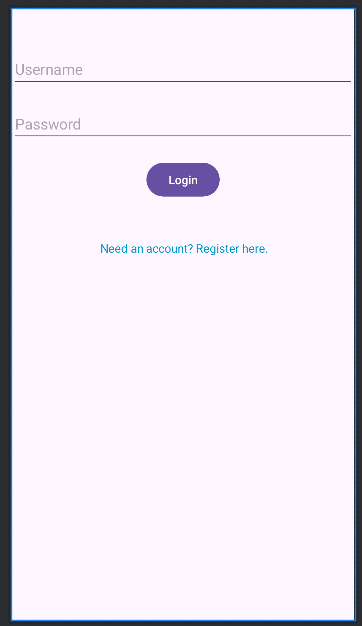 Username
Password
Login
Need an account? Register here.